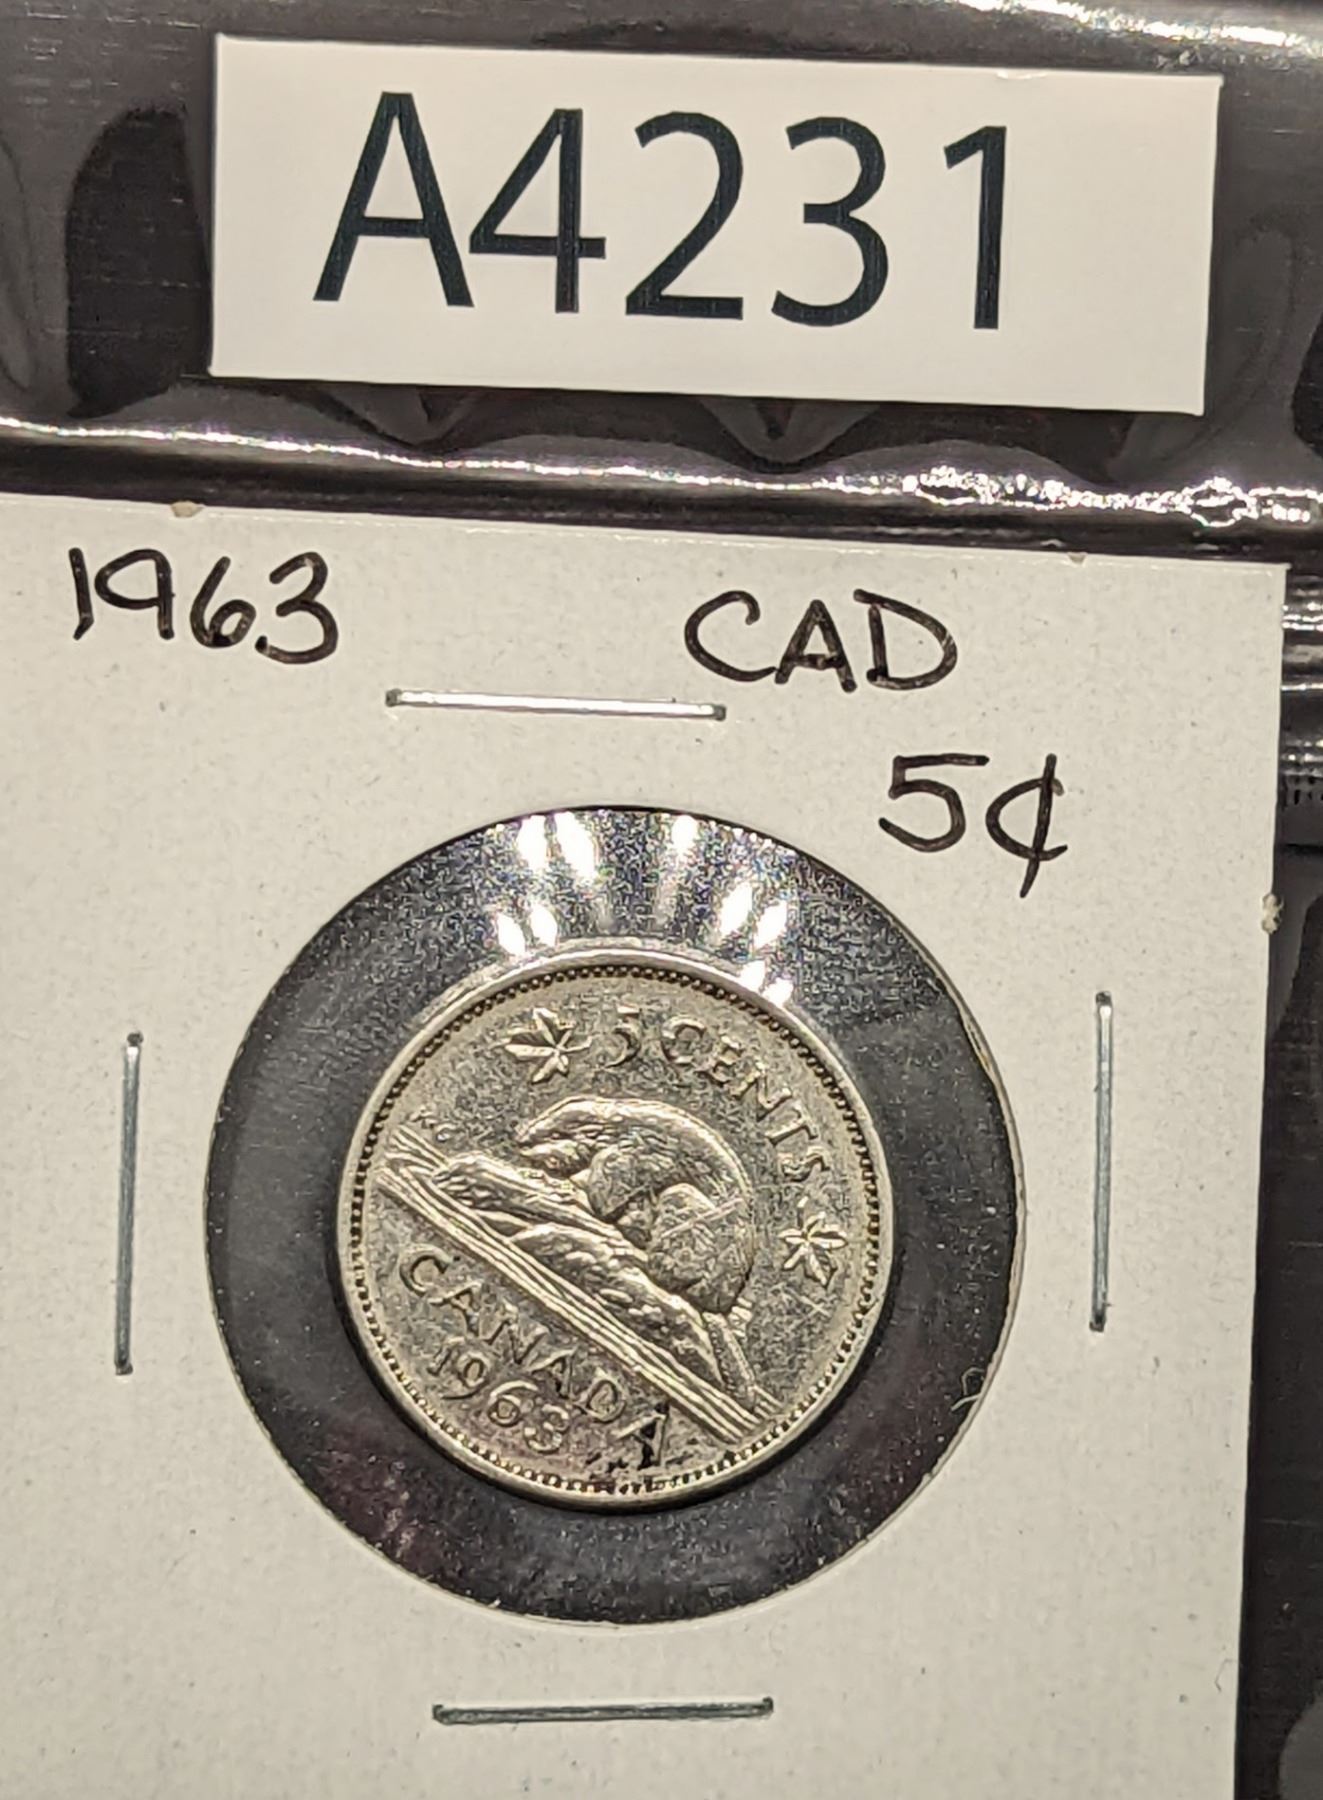 A4231
1963 CAD
5¢
5 CENTS
KG
CANADA
1963